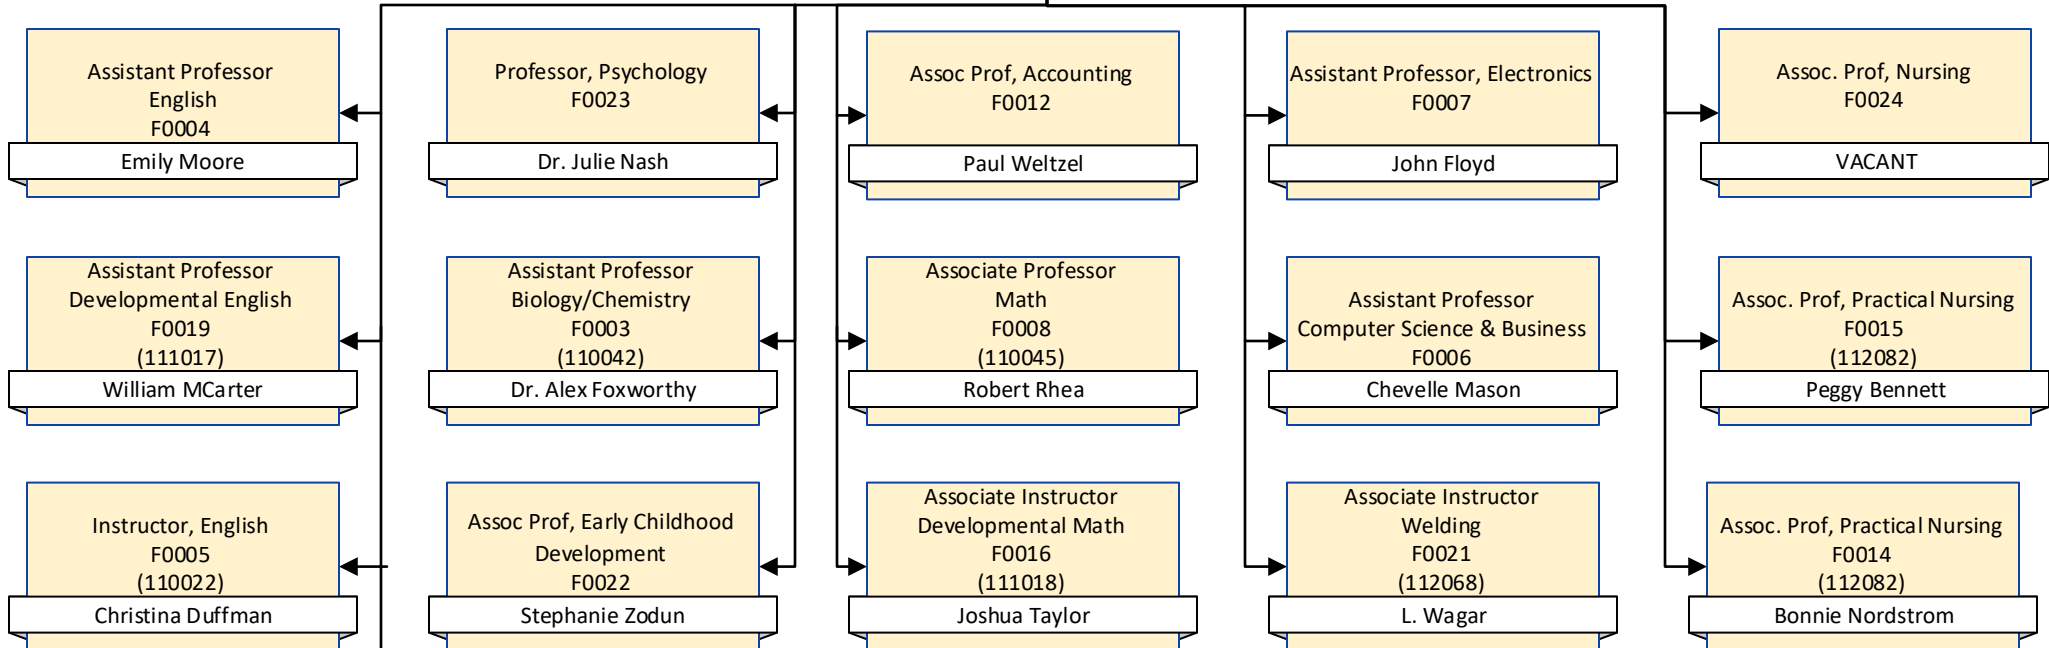 Assistant Professor
English
F0004
Emily Moore
Professor, Psychology
F0023
Dr. Julie Nash
Assoc Prof, Accounting
F0012
Paul Weltzel
Assistant Professor, Electronics
F0007
John Floyd
Assoc. Prof, Nursing
F0024
VACANT
Assistant Professor
Developmental English
F0019
(111017)
William MCarter
Assistant Professor
Biology/Chemistry
F0003
(110042)
Dr. Alex Foxworthy
Associate Professor
Math
F0008
(110045)
Robert Rhea
Assistant Professor
Computer Science & Business
F0006
Chevelle Mason
Assoc. Prof, Practical Nursing
F0015
(112082)
Peggy Bennett
Instructor, English
F0005
(110022)
Christina Duffman
Assoc Prof, Early Childhood
Development
F0022
Stephanie Zodun
Associate Instructor
Developmental Math
F0016
(111018)
Joshua Taylor
Associate Instructor
Welding
F0021
(112068)
L. Wagar
Assoc. Prof, Practical Nursing
F0014
(112082)
Bonnie Nordstrom